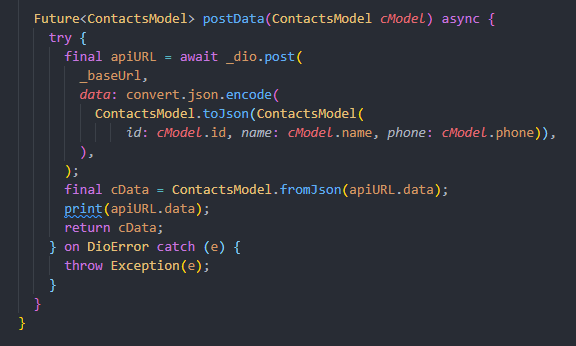 Future<ContactsModel> postData(ContactsModel cModel) async {
try {
final apiURL = await _dio.post(
_baseUrl,
data: convert.json.encode(
ContactsModel.toJson(ContactsModel(
id: cModel.id, name: cModel.name, phone: cModel.phone)),
),
);
final cData = ContactsModel.fromJson(apiURL.data);
print(apiURL.data);
return cData;
} on DioError catch (e) {
throw Exception(e);
}
}
}